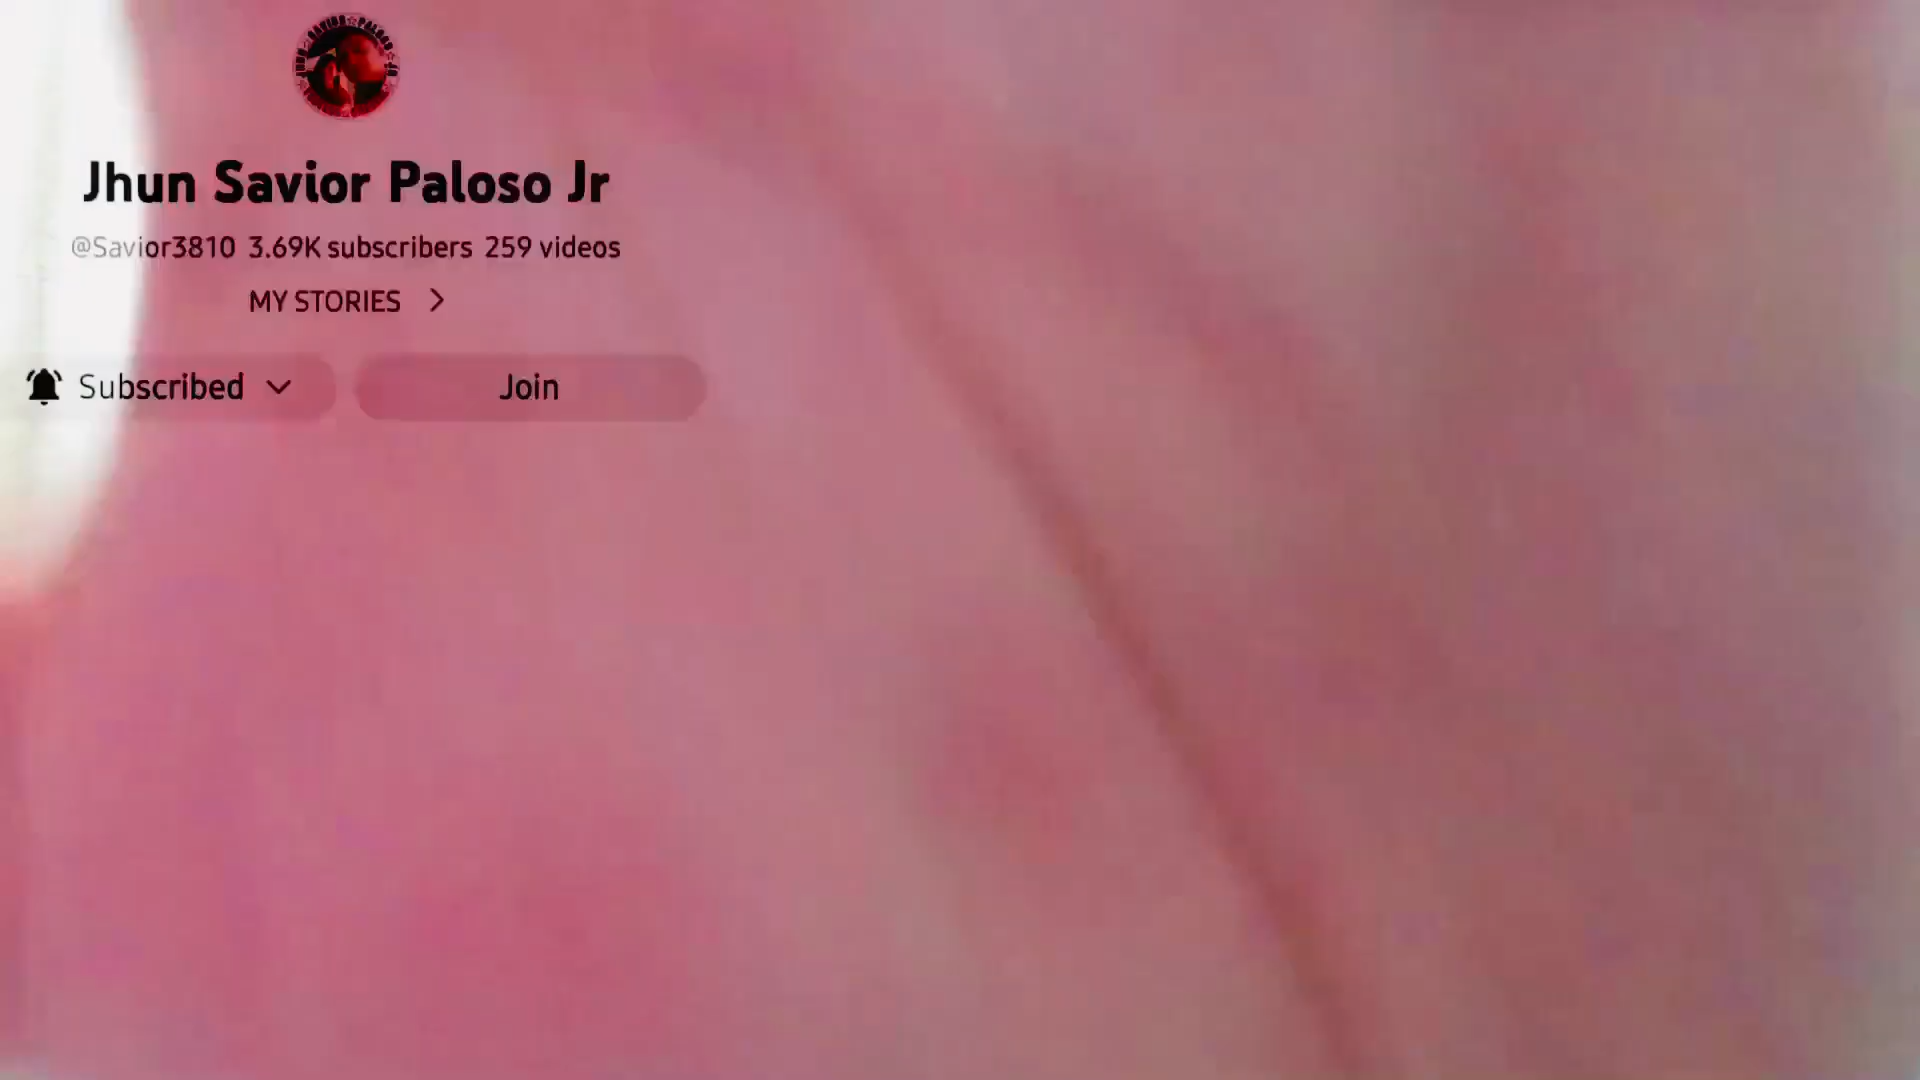 Jhun Savior Paloso Jr
@Savior3810 3.69K subscribers 259 videos
MY STORIES
Subscribed
Join